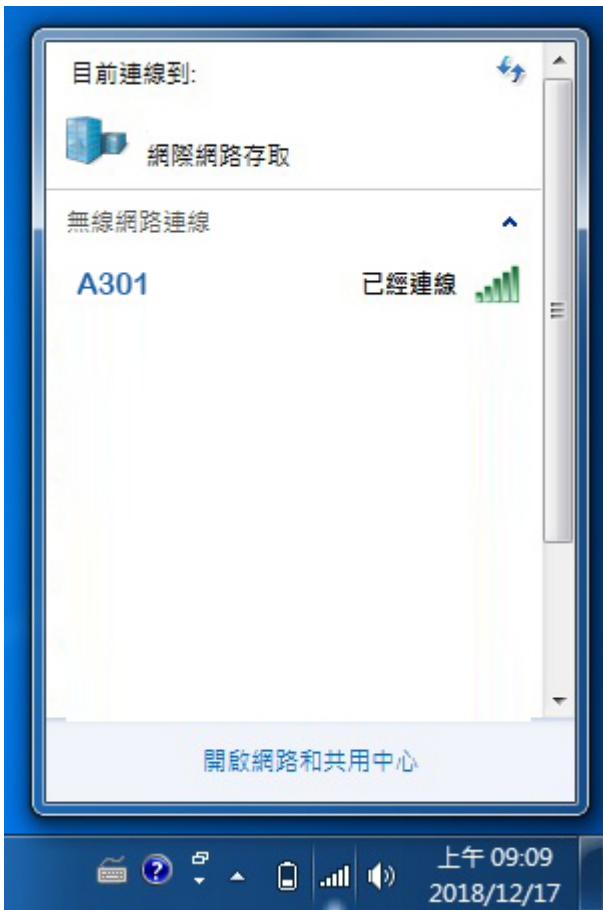 目前連線到:
網際網路存取
無線網路連線
A301 已經連線
開啟網路和共用中心
上午 09:09
2018/12/17